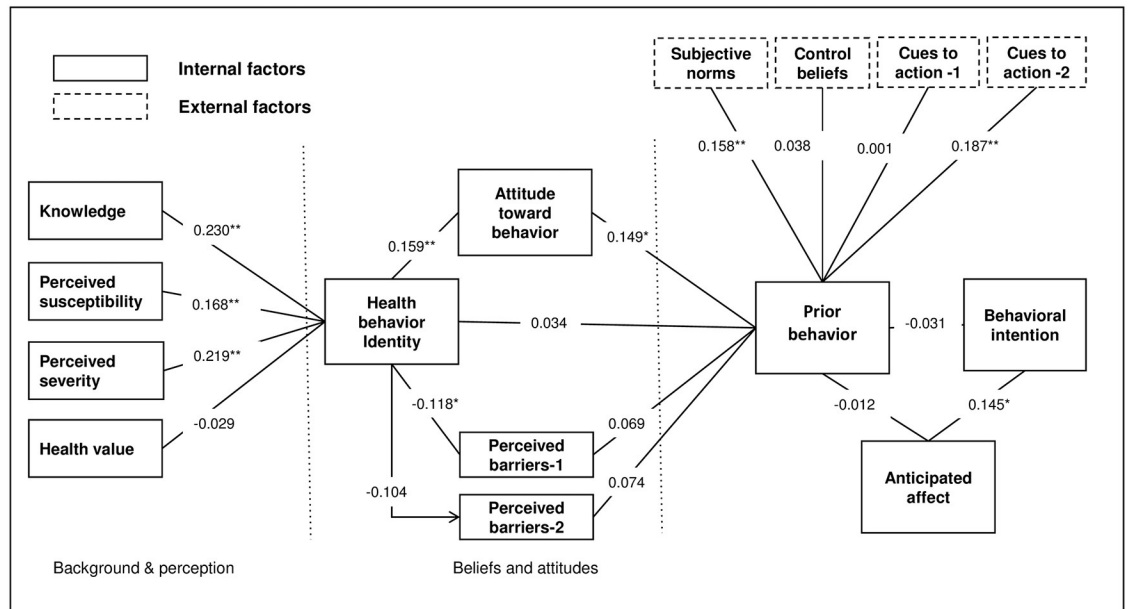 Internal factors
External factors
Subjective
norms
Control
beliefs
Cues to
action -1
Cues to
action -2
0.158**
0.038
0.001
0.187**
Knowledge
0.230**
Perceived
susceptibility
0.168**
Perceived
severity
0.219**
Health value
-0.029
Attitude
toward
behavior
0.159**
0.149*
Health
behavior
Identity
0.034
-0.118*
-0.104
Perceived
barriers-1
0.069
Perceived
barriers-2
0.074
Prior
behavior
-0.031
Behavioral
intention
-0.012
0.145*
Anticipated
affect
Background & perception
Beliefs and attitudes